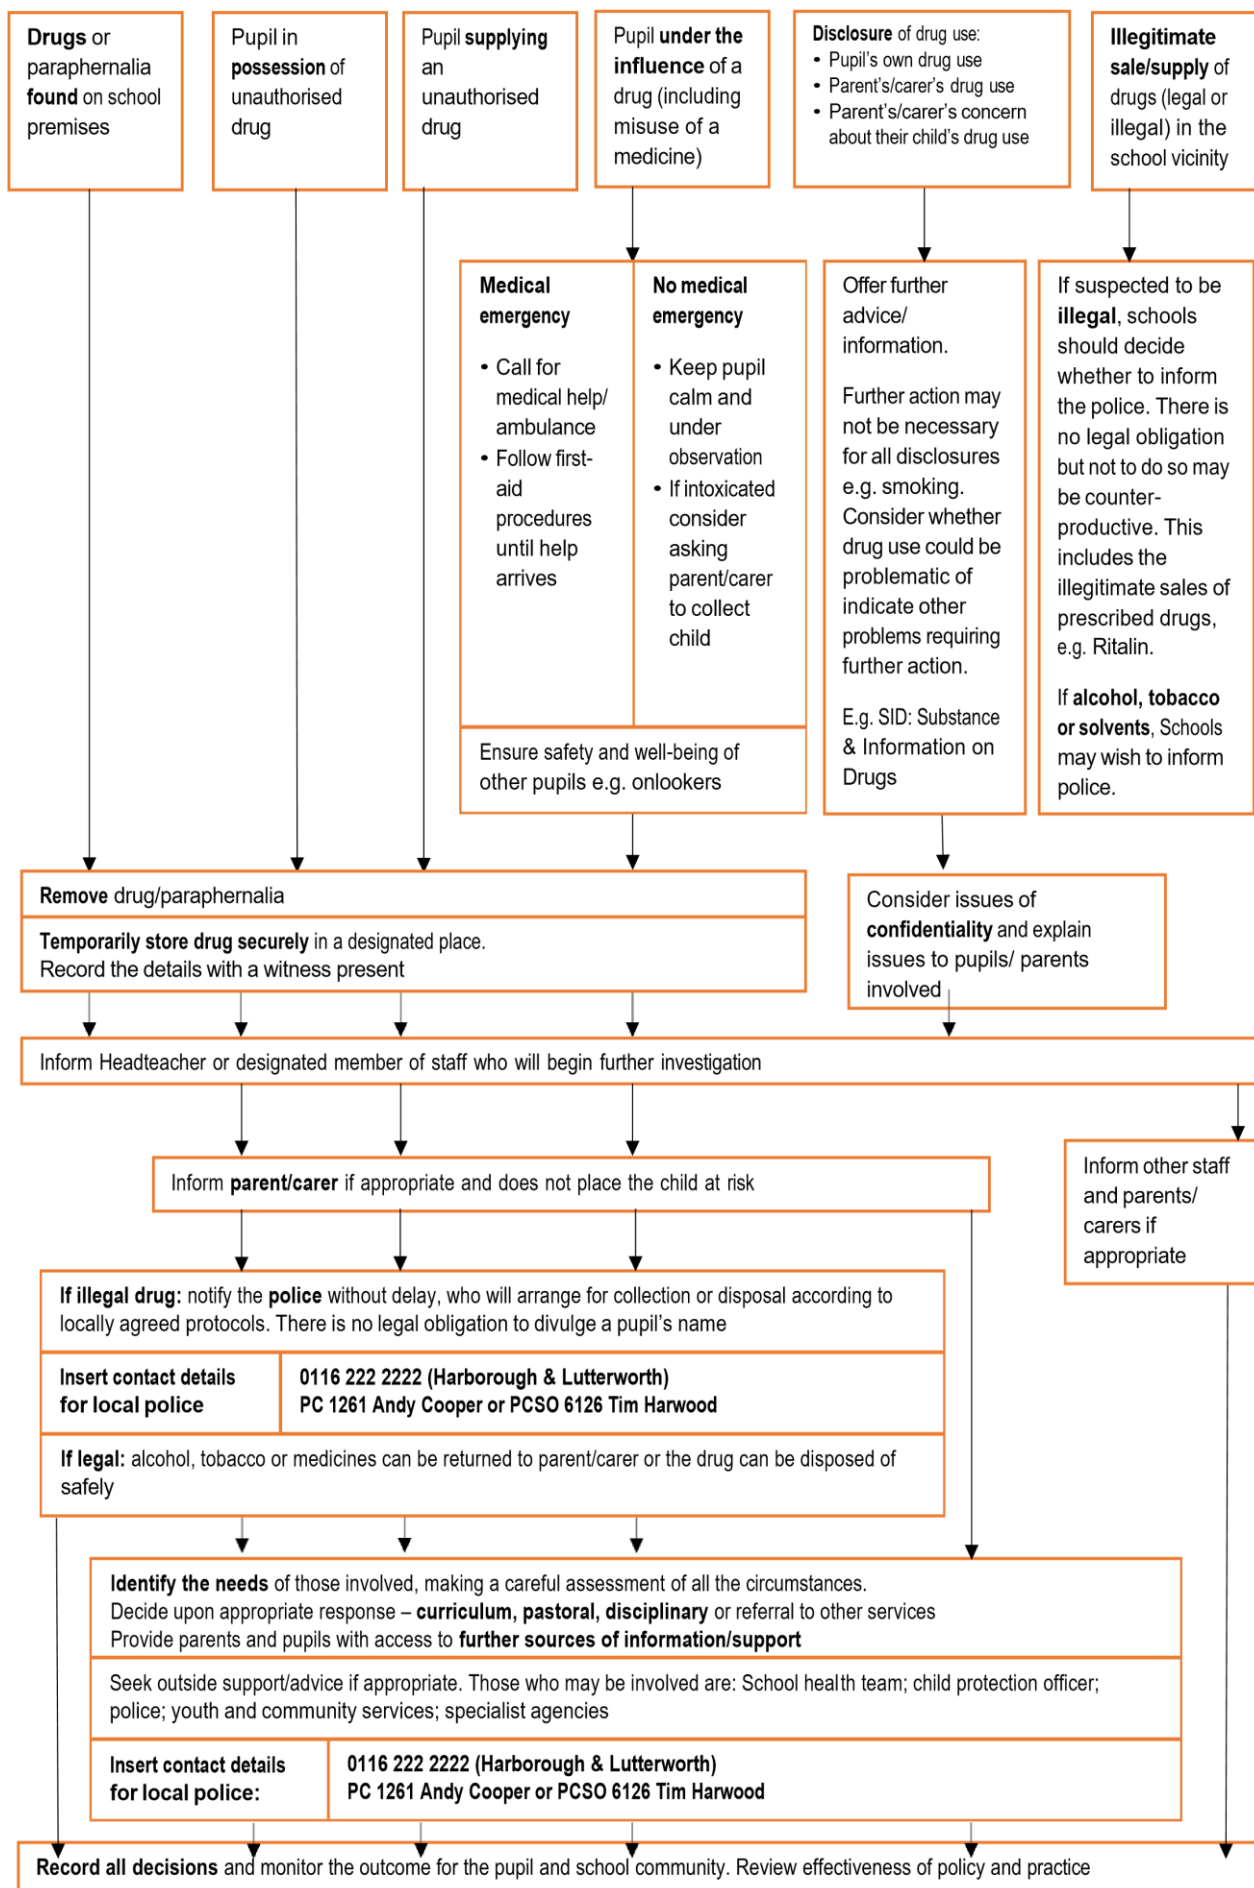 Drugs or
paraphernalia
found on school
premises
Pupil in
possession of
unauthorised
drug
Pupil supplying
an
unauthorised
drug
Pupil under the
influence of a
drug (including
misuse of a
medicine)
Disclosure of drug use:
• Pupil's own drug use
• Parent's/carer's drug use
• Parent's/carer's concern
about their child's drug use
Illegitimate
sale/supply of
drugs (legal or
illegal) in the
school vicinity
Medical
emergency
• Call for
medical help/
ambulance
• Follow first-
aid
procedures
until help
arrives
No medical
emergency
• Keep pupil
calm and
under
observation
• If intoxicated
consider
asking
parent/carer
to collect
child
Ensure safety and well-being of
other pupils e.g. onlookers
Offer further
advice/
information.
Further action may
not be necessary
for all disclosures
e.g. smoking.
Consider whether
drug use could be
problematic of
indicate other
problems requiring
further action.
E.g. SID: Substance
& Information on
Drugs
If suspected to be
illegal, schools
should decide
whether to inform
the police. There is
no legal obligation
but not to do so may
be counter-
productive. This
includes the
illegitimate sales of
prescribed drugs,
e.g. Ritalin.
If alcohol, tobacco
or solvents, Schools
may wish to inform
police.
Remove drug/paraphernalia
Temporarily store drug securely in a designated place.
Record the details with a witness present
Consider issues of
confidentiality and explain
issues to pupils/ parents
involved
Inform Headteacher or designated member of staff who will begin further investigation
Inform parent/carer if appropriate and does not place the child at risk
Inform other staff
and parents/
carers if
appropriate
If illegal drug: notify the police without delay, who will arrange for collection or disposal according to
locally agreed protocols. There is no legal obligation to divulge a pupil's name
Insert contact details
for local police
0116 222 2222 (Harborough & Lutterworth)
PC 1261 Andy Cooper or PCSO 6126 Tim Harwood
If legal: alcohol, tobacco or medicines can be returned to parent/carer or the drug can be disposed of
safely
Identify the needs of those involved, making a careful assessment of all the circumstances.
Decide upon appropriate response – curriculum, pastoral, disciplinary or referral to other services
Provide parents and pupils with access to further sources of information/support
Seek outside support/advice if appropriate. Those who may be involved are: School health team; child protection officer;
police; youth and community services; specialist agencies
Insert contact details
for local police:
0116 222 2222 (Harborough & Lutterworth)
PC 1261 Andy Cooper or PCSO 6126 Tim Harwood
Record all decisions and monitor the outcome for the pupil and school community. Review effectiveness of policy and practice